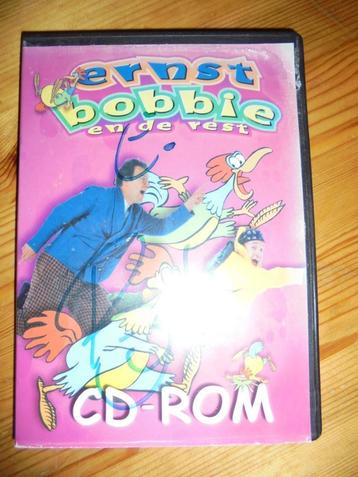 ernst
bobbie
en de rest
CD-ROM